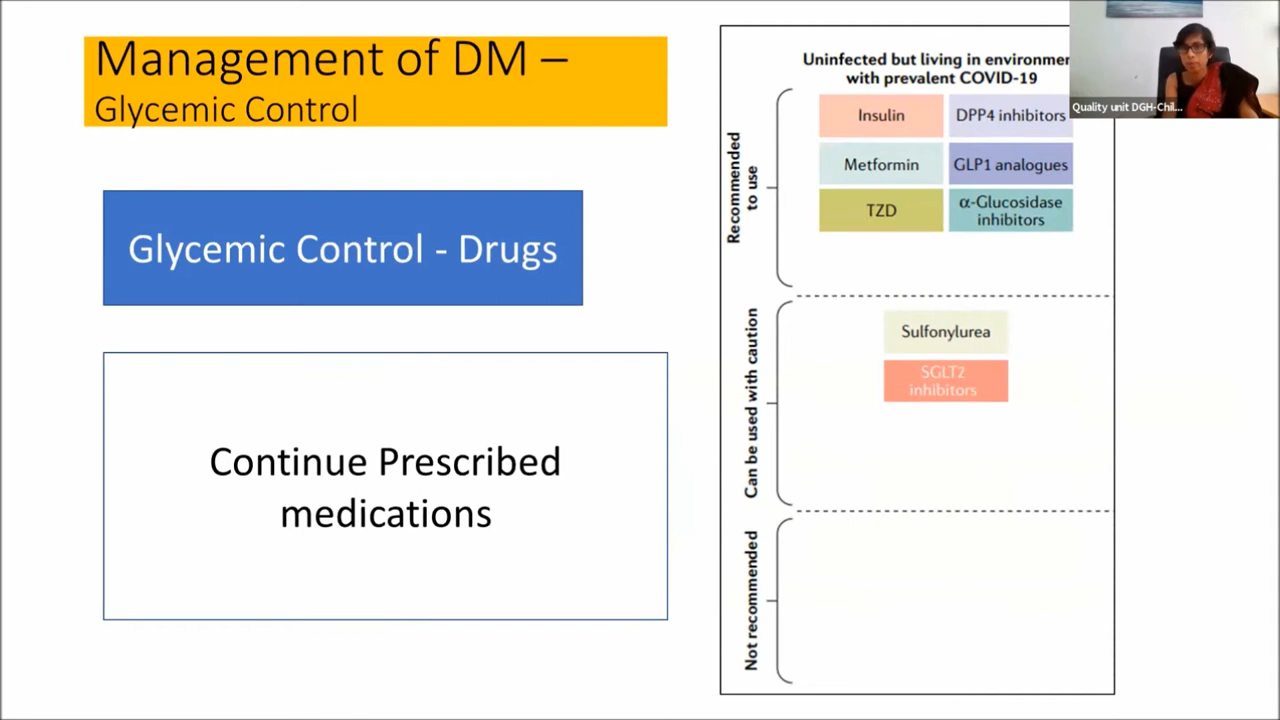 Management of DM –
Glycemic Control
Glycemic Control - Drugs
Continue Prescribed
medications
Uninfected but living in
with prevalent COVID-19
Recommended
to use
Insulin
DPP4 inhibitors
Metformin
GLP1 analogues
TZD
α-Glucosidase
inhibitors
Can be used with caution
Sulfonylurea
SGLT2
inhibitors
Not recommended
Quality unit DGH-Chil...